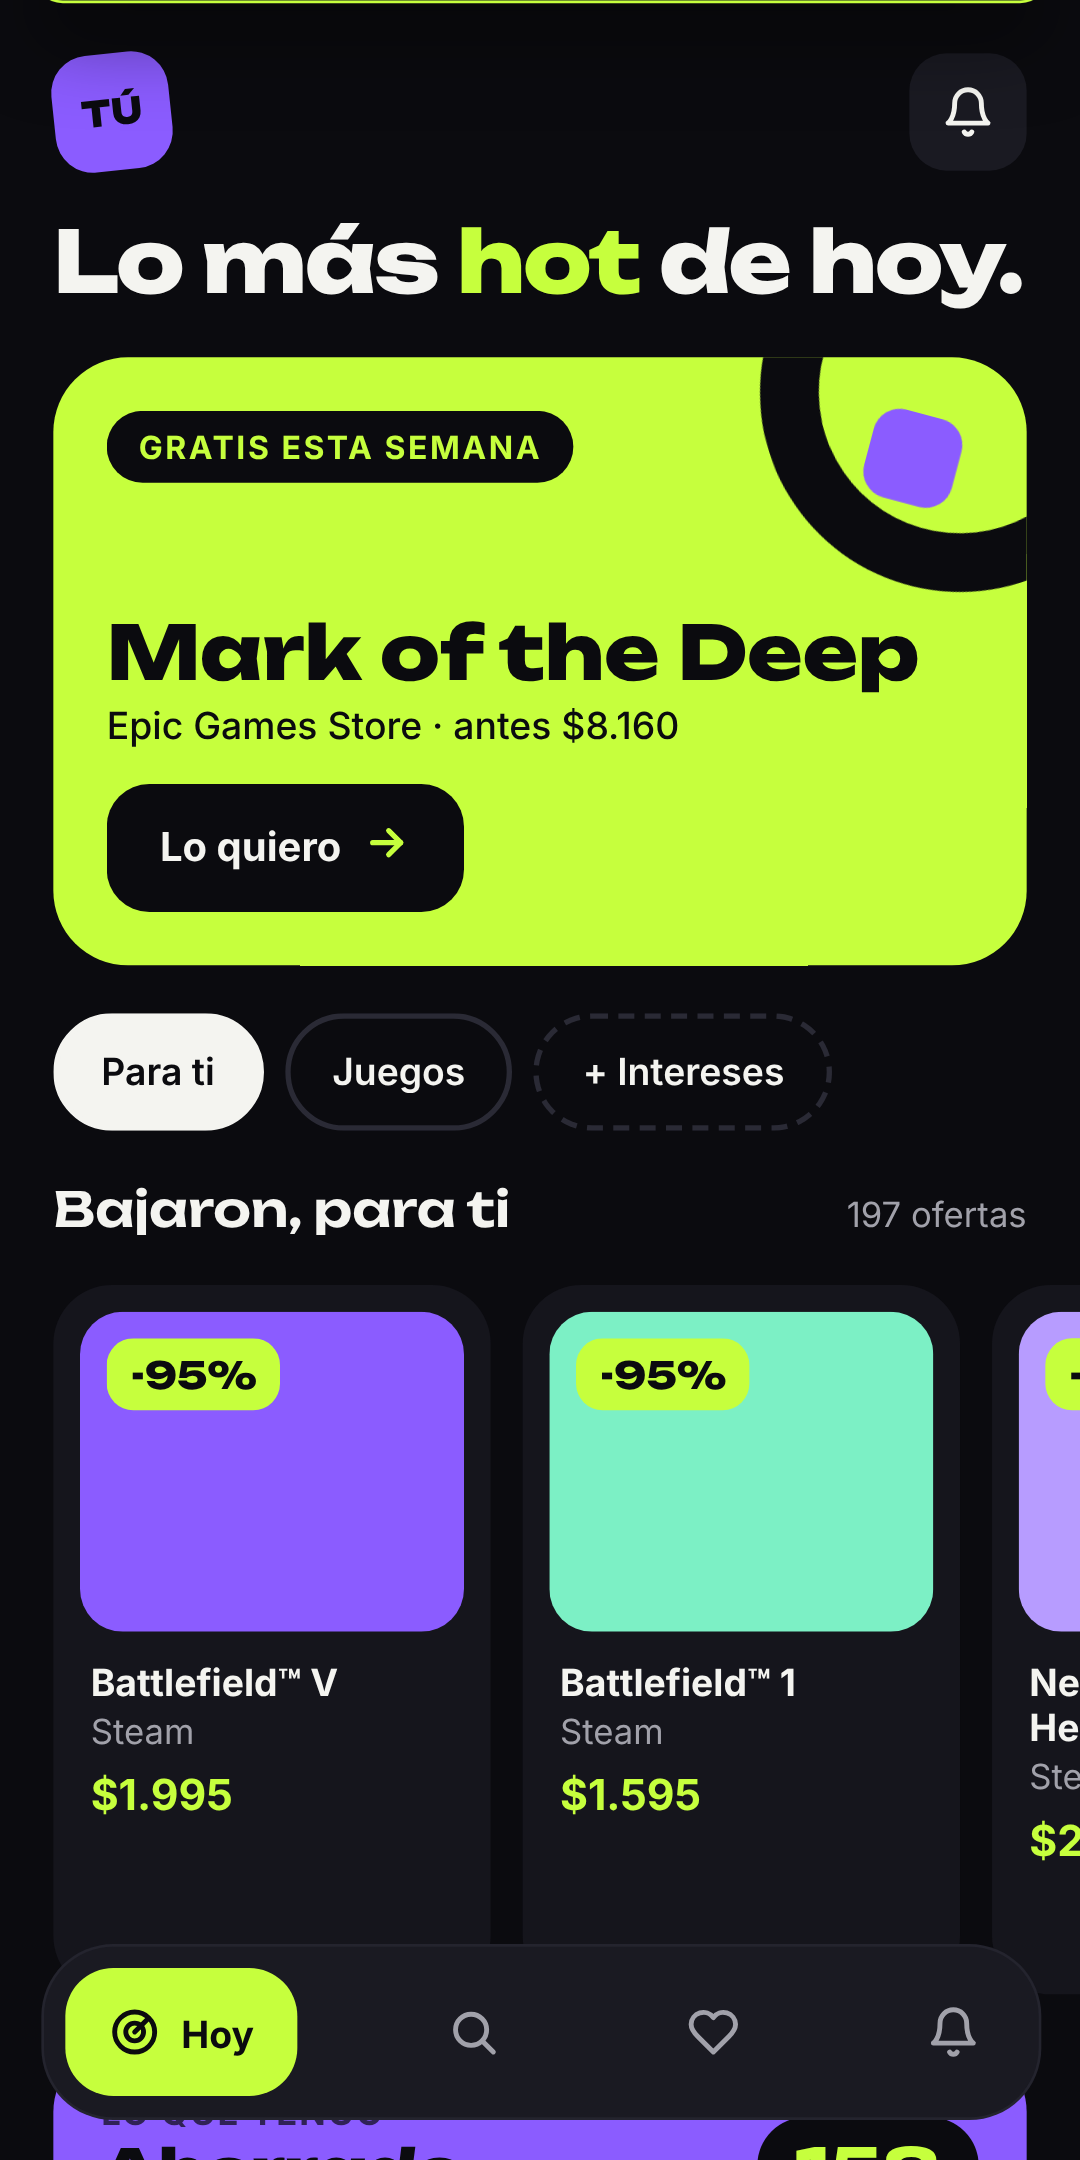 TÚ
Lo más hot de hoy.
GRATIS ESTA SEMANA
Mark of the Deep
Epic Games Store · antes $8.160
Lo quiero →
Para ti
Juegos
+ Intereses
Bajaron, para ti
197 ofertas
-95%
Battlefield™ V
Steam
$1.995
-95%
Battlefield™ 1
Steam
$1.595
Hoy